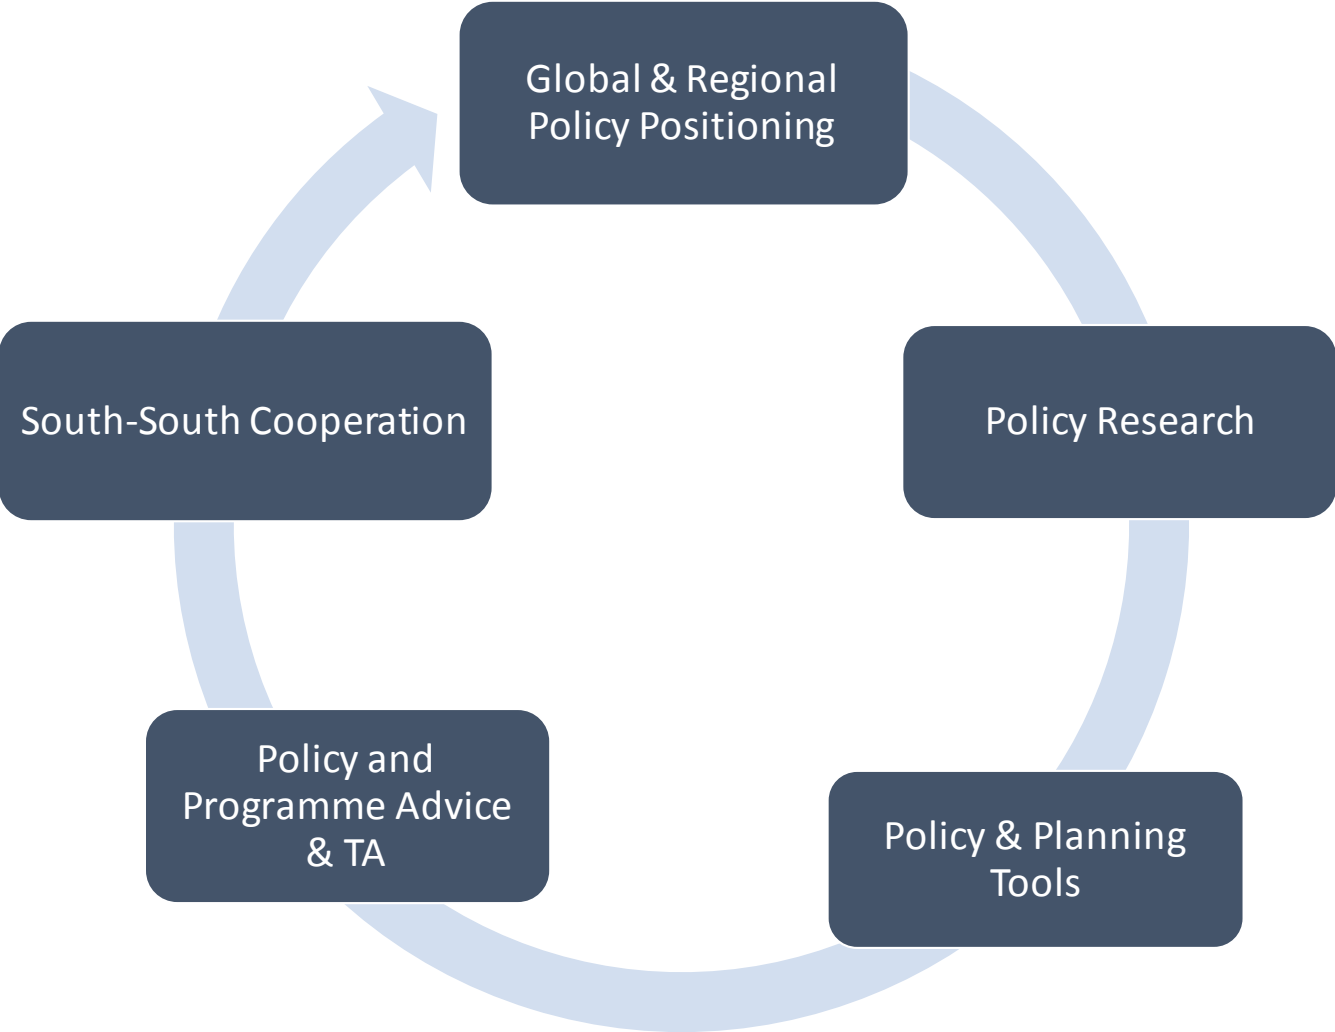 Global & Regional
Policy Positioning
South-South Cooperation
Policy Research
Policy and
Programme Advice
& TA
Policy & Planning
Tools